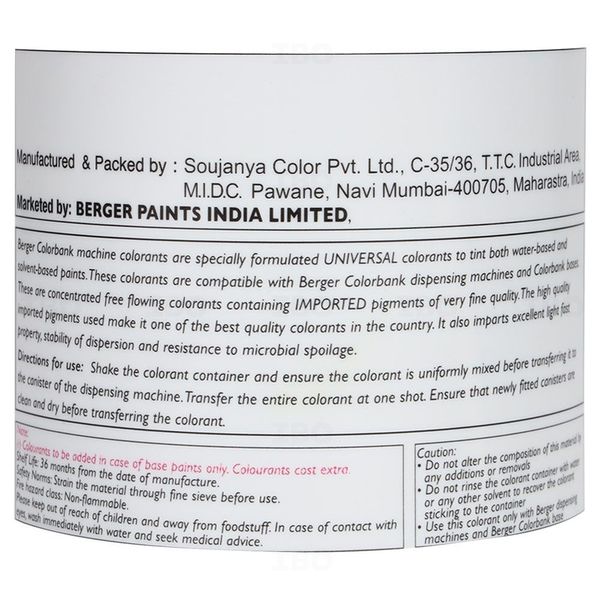 Manufactured & Packed by : Soujanya Color Pvt. Ltd., C-35/36, T.T.C. Industrial Area,
M.I.D.C. Pawane, Navi Mumbai-400705, Maharastra, India
Marketed by: BERGER PAINTS INDIA LIMITED,
Berger Colorbank machine colorants are specially formulated UNIVERSAL colorants to tint both water-based and
solvent-based paints. These colorants are compatible with Berger Colorbank dispensing machines and Colorbank bases.
These are concentrated free flowing colorants containing IMPORTED pigments of very fine quality. The high quality
imported pigments used make it one of the best quality colorants in the country. It also imparts excellent light fast
property, stability of dispersion and resistance to microbial spoilage.
Directions for use: Shake the colorant container and ensure the colorant is uniformly mixed before transferring it to
the canister of the dispensing machine. Transfer the entire colorant at one shot. Ensure that newly fitted canisters are
clean and dry before transferring the colorant.
Note:
Colourants to be added in case of base paints only. Colourants cost extra.
Shelf Life: 36 months from the date of manufacture.
Safety Norms: Strain the material through fine sieve before use.
Fire hazard class: Non-flammable.
Please keep out of reach of children and away from foodstuff. In case of contact with
eyes, wash immediately with water and seek medical advice.
Caution:
• Do not alter the composition of this material by
any additions or removals
• Do not rinse the colorant container with water
or any other solvent to recover the colorant
sticking to the container
• Use this colorant only with Berger dispensing
machines and Berger Colorbank base
IBO